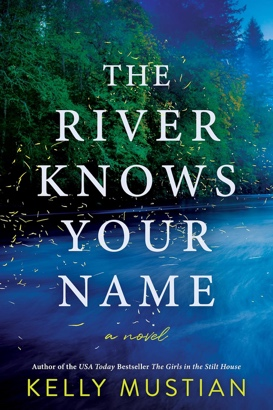 THE
RIVER
KNOWS
YOUR
NAME
a novel
Author of the USA Today Bestseller The Girls in the Stilt House
KELLY MUSTIAN